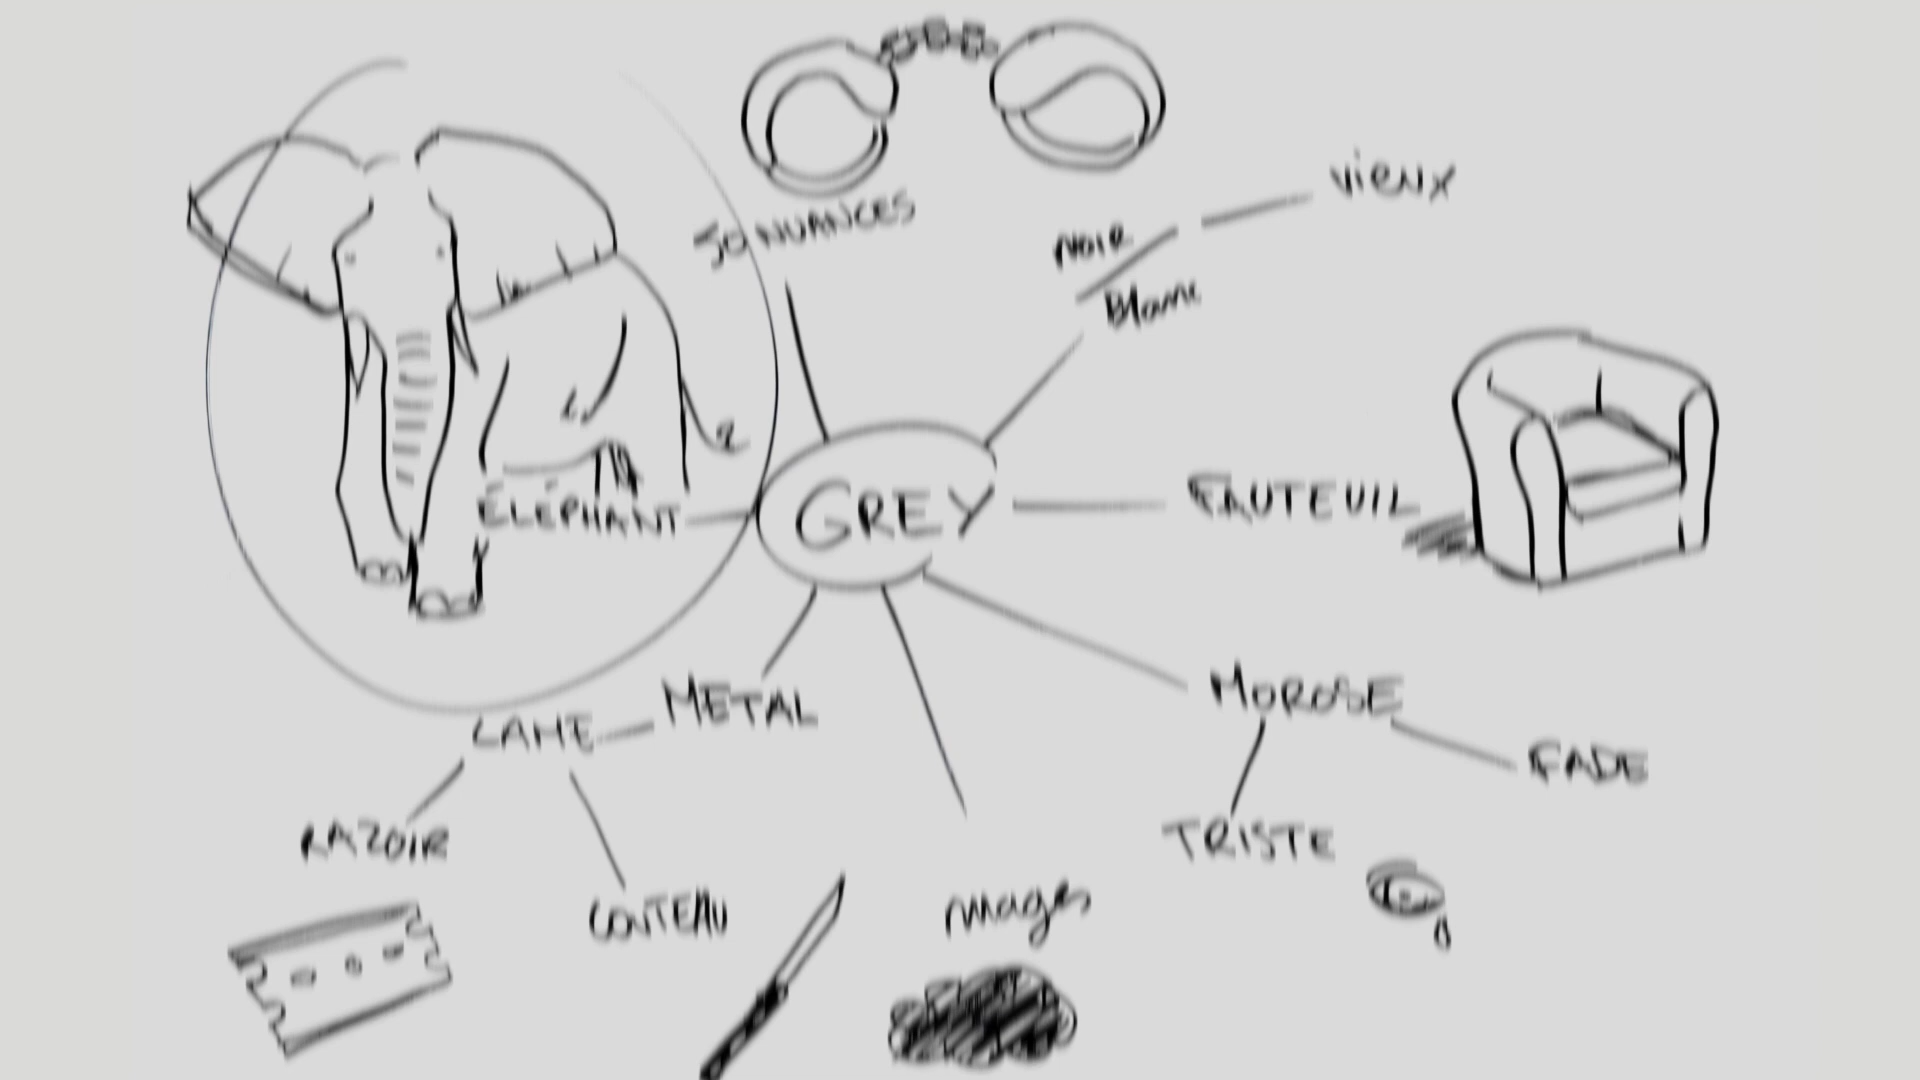 vieux
50 NUANCES
NOIR
Blanc
FAUTEUIL
ÉLÉPHANT
GREY
MOROSE
METAL
LAME
FADE
RAZOIR
TRISTE
COUTEAU
nuages